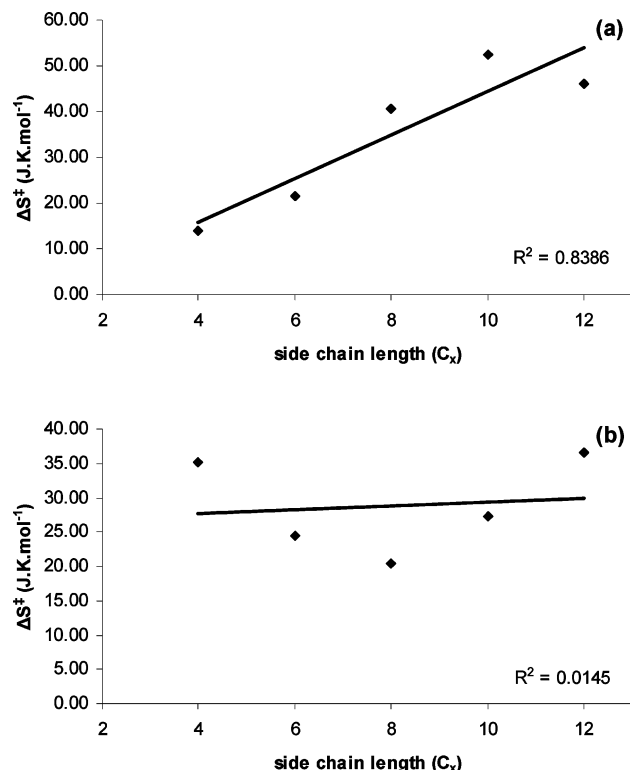 60.00
(a)
50.00
40.00
30.00
20.00
10.00
0.00
ΔS‡ (J.K.mol-1)
R2 = 0.8386
2 4 6 8 10 12
side chain length (Cx)
40.00
(b)
35.00
30.00
25.00
20.00
15.00
10.00
5.00
0.00
ΔS‡ (J.K.mol-1)
R2 = 0.0145
2 4 6 8 10 12
side chain length (Cx)